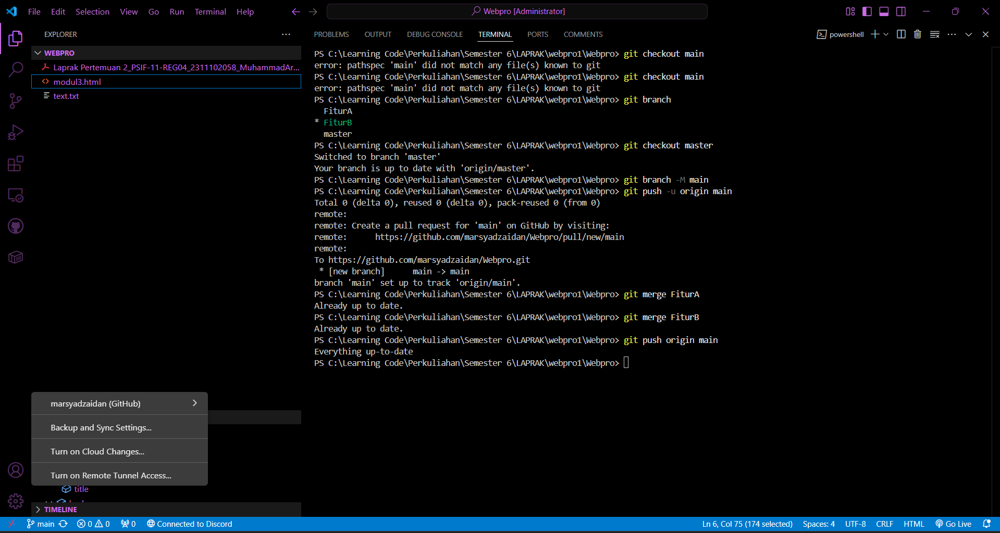 File Edit Selection View Go Run Terminal Help
Webpro [Administrator]
EXPLORER
WEBPRO
Laprak Pertemuan 2_PSIF-11-REG04_2311102058_MuhammadAr...
modul3.html
text.txt
PROBLEMS OUTPUT DEBUG CONSOLE TERMINAL PORTS COMMENTS
powershell
PS C:\Learning Code\Perkuliahan\Semester 6\LAPRAK\webpro1\Webpro> git checkout main
error: pathspec 'main' did not match any file(s) known to git
PS C:\Learning Code\Perkuliahan\Semester 6\LAPRAK\webpro1\Webpro> git checkout main
error: pathspec 'main' did not match any file(s) known to git
PS C:\Learning Code\Perkuliahan\Semester 6\LAPRAK\webpro1\Webpro> git branch
  FiturA
* FiturB
  master
PS C:\Learning Code\Perkuliahan\Semester 6\LAPRAK\webpro1\Webpro> git checkout master
Switched to branch 'master'
Your branch is up to date with 'origin/master'.
PS C:\Learning Code\Perkuliahan\Semester 6\LAPRAK\webpro1\Webpro> git branch -M main
PS C:\Learning Code\Perkuliahan\Semester 6\LAPRAK\webpro1\Webpro> git push -u origin main
Total 0 (delta 0), reused 0 (delta 0), pack-reused 0 (from 0)
remote:
remote: Create a pull request for 'main' on GitHub by visiting:
remote:      https://github.com/marsyadzaidan/Webpro/pull/new/main
remote:
To https://github.com/marsyadzaidan/Webpro.git
 * [new branch]      main -> main
branch 'main' set up to track 'origin/main'.
PS C:\Learning Code\Perkuliahan\Semester 6\LAPRAK\webpro1\Webpro> git merge FiturA
Already up to date.
PS C:\Learning Code\Perkuliahan\Semester 6\LAPRAK\webpro1\Webpro> git merge FiturB
Already up to date.
PS C:\Learning Code\Perkuliahan\Semester 6\LAPRAK\webpro1\Webpro> git push origin main
Everything up-to-date
PS C:\Learning Code\Perkuliahan\Semester 6\LAPRAK\webpro1\Webpro>
marsyadzaidan (GitHub)
Backup and Sync Settings...
Turn on Cloud Changes...
Turn on Remote Tunnel Access...
title
TIMELINE
main 0 0 0 Connected to Discord
Ln 6, Col 75 (174 selected) Spaces: 4 UTF-8 CRLF HTML Go Live